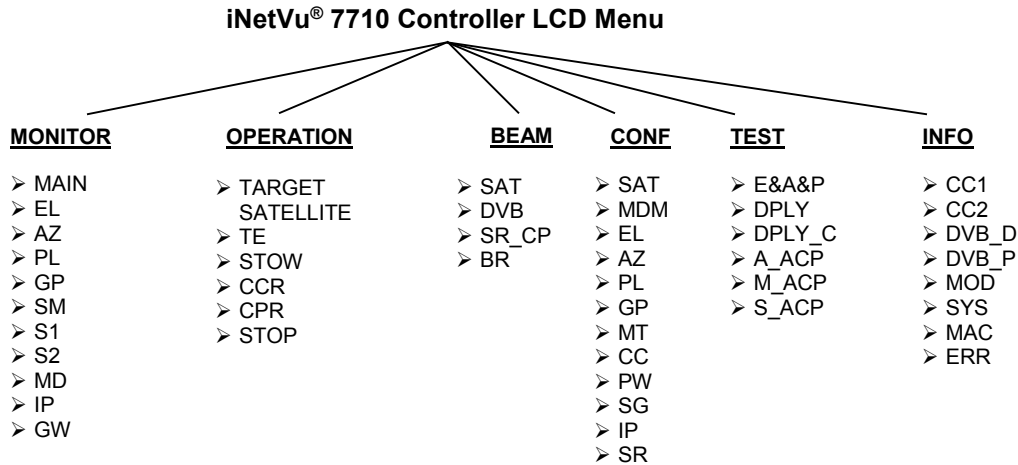 iNetVu® 7710 Controller LCD Menu
MONITOR
➢ MAIN
➢ EL
➢ AZ
➢ PL
➢ GP
➢ SM
➢ S1
➢ S2
➢ MD
➢ IP
➢ GW
OPERATION
➢ TARGET
SATELLITE
➢ TE
➢ STOW
➢ CCR
➢ CPR
➢ STOP
BEAM
➢ SAT
➢ DVB
➢ SR_CP
➢ BR
CONF
➢ SAT
➢ MDM
➢ EL
➢ AZ
➢ PL
➢ GP
➢ MT
➢ CC
➢ PW
➢ SG
➢ IP
➢ SR
TEST
➢ E&A&P
➢ DPLY
➢ DPLY_C
➢ A_ACP
➢ M_ACP
➢ S_ACP
INFO
➢ CC1
➢ CC2
➢ DVB_D
➢ DVB_P
➢ MOD
➢ SYS
➢ MAC
➢ ERR